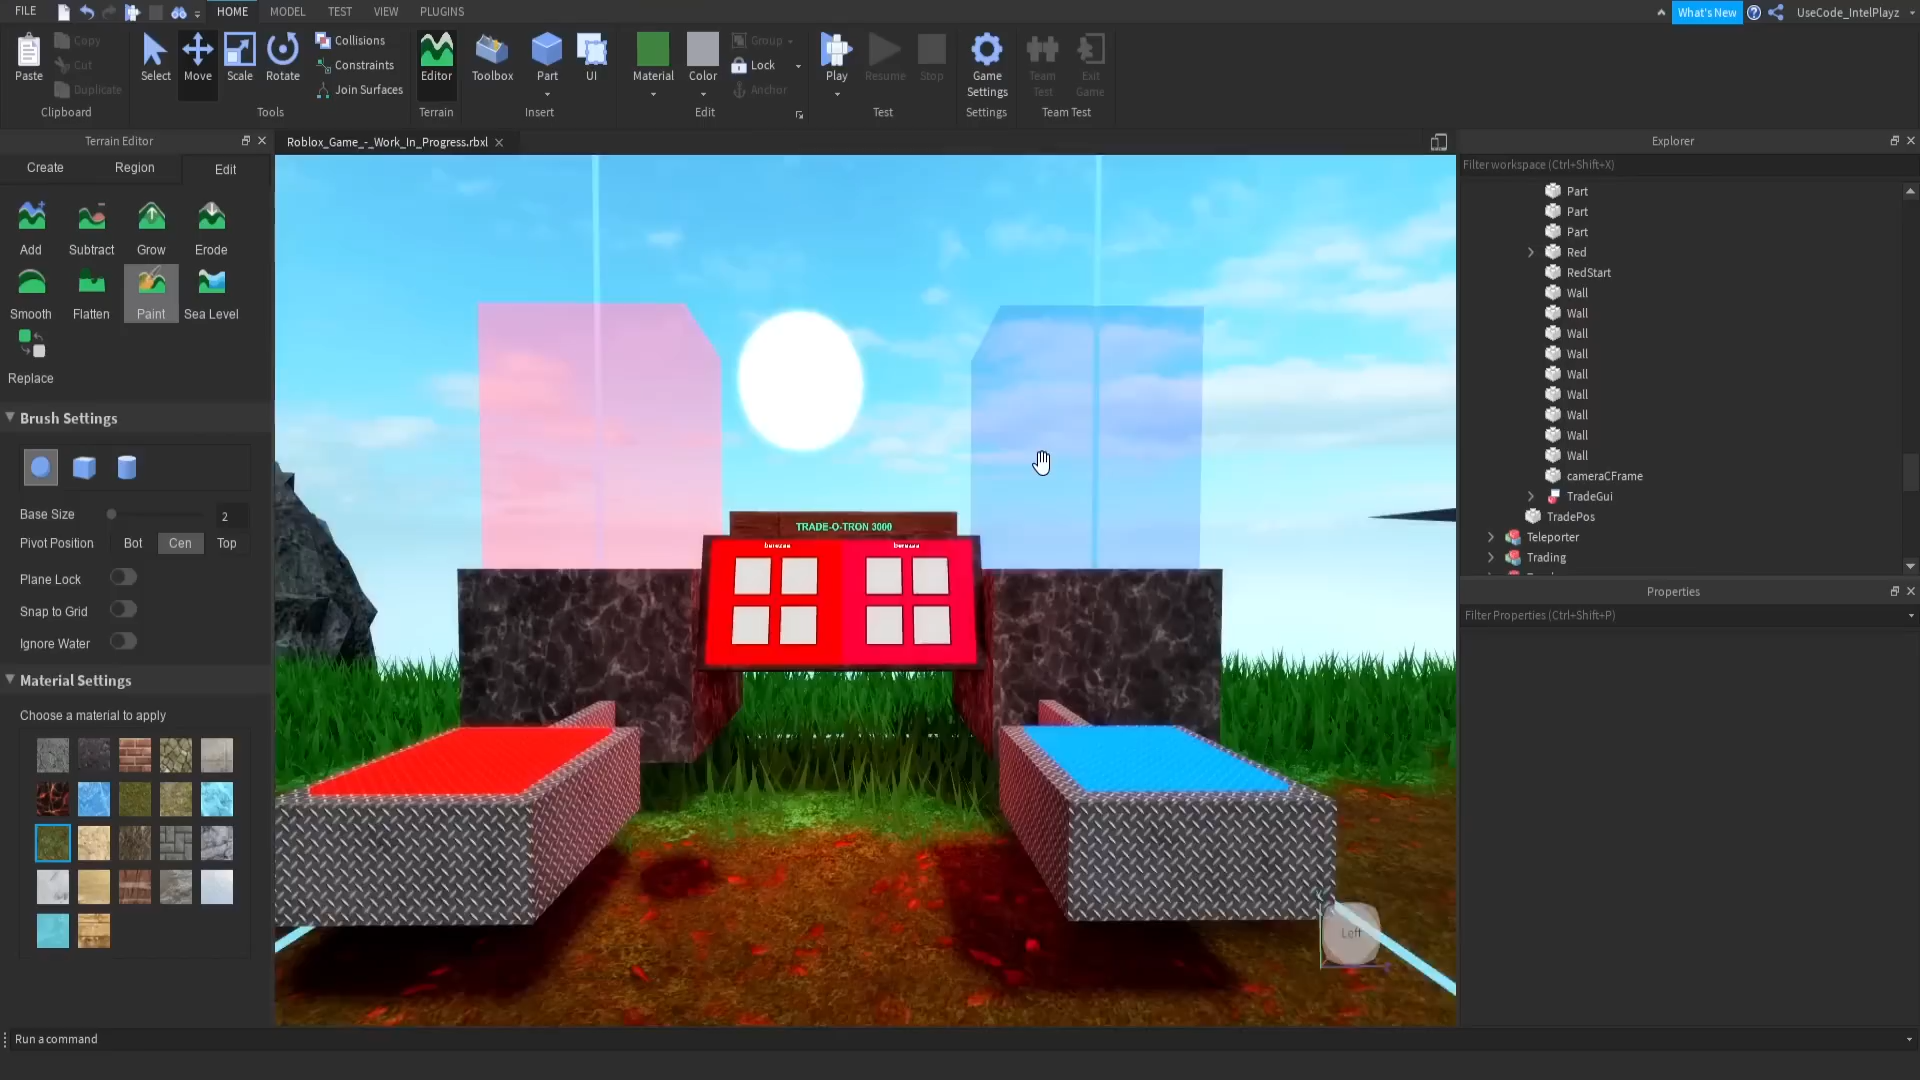 FILE
HOME
MODEL
TEST
VIEW
PLUGINS
What's New
UseCode_IntelPlayz
Paste
Copy
Cut
Duplicate
Clipboard
Select
Move
Scale
Rotate
Collisions
Constraints
Join Surfaces
Tools
Editor
Terrain
Toolbox
Part
UI
Insert
Material
Color
Group
Lock
Anchor
Edit
Play
Resume
Stop
Test
Game
Settings
Settings
Team
Test
Exit
Game
Team Test
Terrain Editor
Create
Region
Edit
Add
Subtract
Grow
Erode
Smooth
Flatten
Paint
Sea Level
Replace
Brush Settings
Base Size
2
Pivot Position
Bot
Cen
Top
Plane Lock
Snap to Grid
Ignore Water
Material Settings
Choose a material to apply
Roblox_Game_-_Work_In_Progress.rbxl
TRADE-O-TRON 3000
Left
Explorer
Filter workspace (Ctrl+Shift+X)
Part
Part
Part
Red
RedStart
Wall
Wall
Wall
Wall
Wall
Wall
Wall
Wall
Wall
cameraCFrame
TradeGui
TradePos
Teleporter
Trading
Properties
Filter Properties (Ctrl+Shift+P)
Run a command